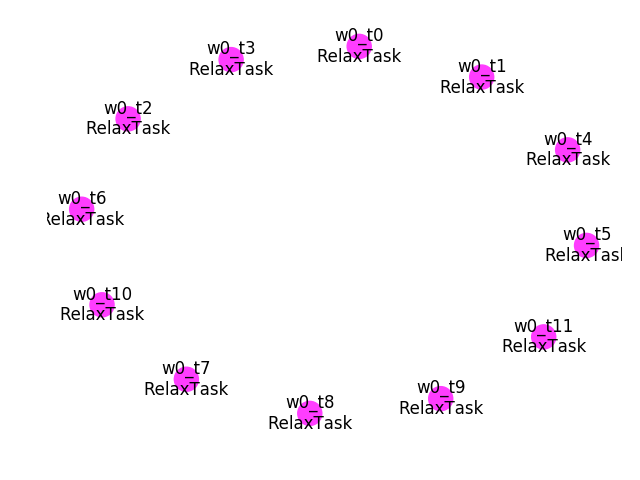 w0_t0
RelaxTask
w0_t3
RelaxTask
w0_t1
RelaxTask
w0_t2
RelaxTask
w0_t4
RelaxTask
w0_t6
RelaxTask
w0_t5
RelaxTask
w0_t10
RelaxTask
w0_t11
RelaxTask
w0_t7
RelaxTask
w0_t9
RelaxTask
w0_t8
RelaxTask